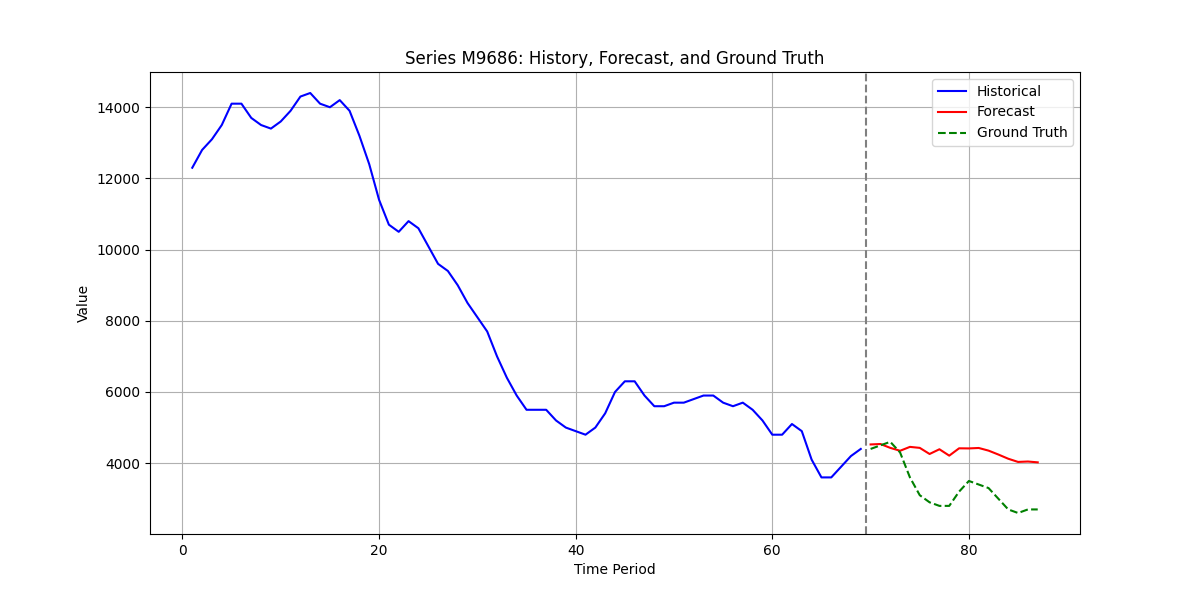 Series M9686: History, Forecast, and Ground Truth
Historical
Forecast
Ground Truth
14000
12000
10000
8000
6000
4000
Value
0
20
40
60
80
Time Period